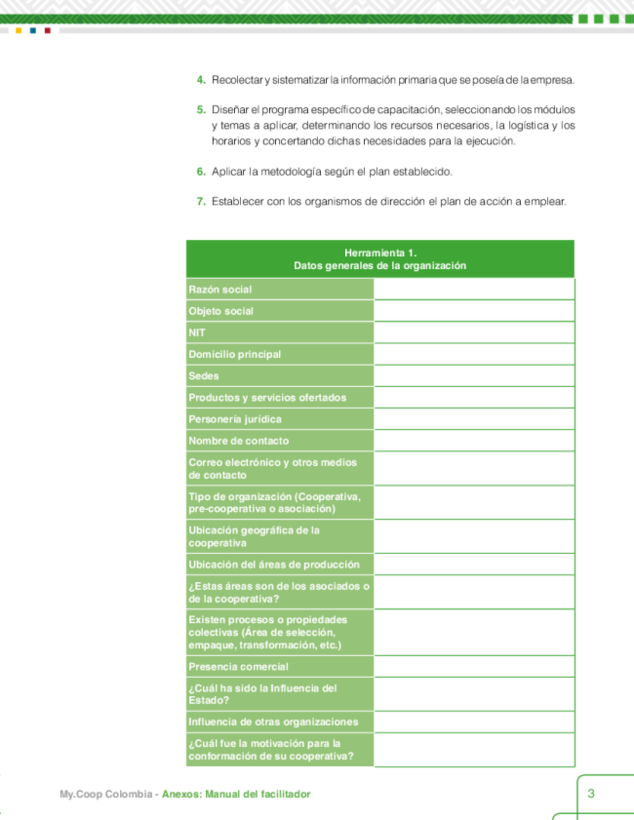 4. Recolectar y sistematizar la información primaria que se poseía de la empresa.
5. Diseñar el programa específico de capacitación, seleccionando los módulos
y temas a aplicar, determinando los recursos necesarios, la logística y los
horarios y concertando dichas necesidades para la ejecución.
6. Aplicar la metodología según el plan establecido.
7. Establecer con los organismos de dirección el plan de acción a emplear.
Herramienta 1.
Datos generales de la organización
Razón social
Objeto social
NIT
Domicilio principal
Sedes
Productos y servicios ofertados
Personería jurídica
Nombre de contacto
Correo electrónico y otros medios
de contacto
Tipo de organización (Cooperativa,
pre-cooperativa o asociación)
Ubicación geográfica de la
cooperativa
Ubicación del áreas de producción
¿Estas áreas son de los asociados o
de la cooperativa?
Existen procesos o propiedades
colectivas (Área de selección,
empaque, transformación, etc.)
Presencia comercial
¿Cuál ha sido la Influencia del
Estado?
Influencia de otras organizaciones
¿Cuál fue la motivación para la
conformación de su cooperativa?
My.Coop Colombia - Anexos: Manual del facilitador
3